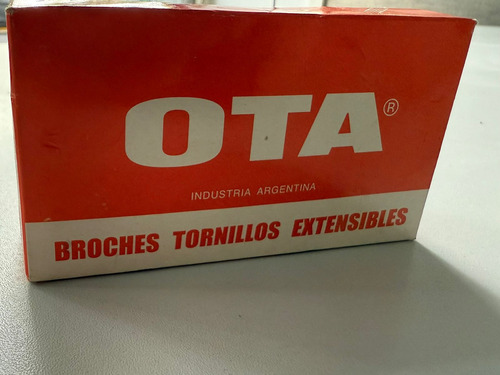 OTA®
INDUSTRIA ARGENTINA
BROCHES TORNILLOS EXTENSIBLES